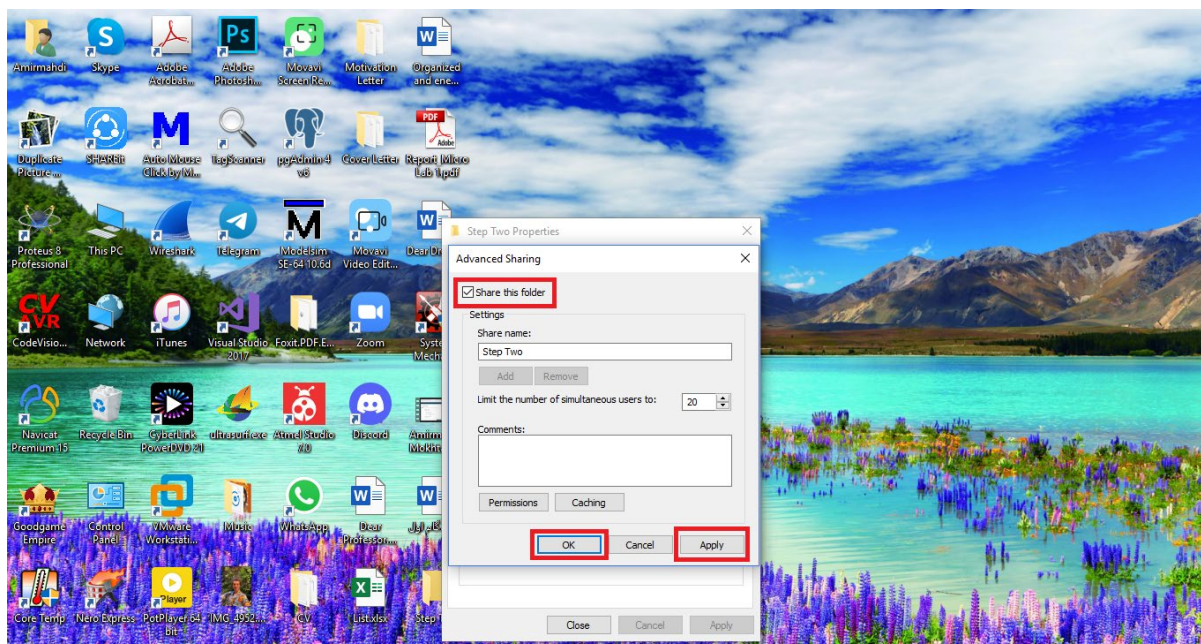 Amirmahdi
Skype
Adobe
Acrobat...
Ps
Adobe
Photosh...
Movavi
Screen Re...
Motivation
Letter
W
Organized
and ene...
Duplicate
Picture ...
SHAREit
M
Auto Mouse
Click by M...
TagScanner
pgAdmin 4
v6
Cover Letter
PDF
Adobe
Report Micro
Lab 1.pdf
Proteus 8
Professional
This PC
Wireshark
Telegram
M
Modelsim
SE-64 10.6d
Movavi
Video Edit...
W
CV
AVR
CodeVisio...
Network
iTunes
Visual Studio
2017
Foxit.PDF.E...
Zoom
Navicat
Premium 15
Recycle Bin
CyberLink
PowerDVD 21
ultrasurf.exe
Atmel Studio
7.0
Discord
Goodgame
Empire
Control
Panel
VMware
Workstati...
Music
WhatsApp
W
Dear
Professor...
W
Core Temp
Nero Express
Player
PotPlayer 64
bit
IMG_4952...
CV
X
List.xlsx
Step Two Properties
Advanced Sharing
Share this folder
Settings
Share name:
Step Two
Add Remove
Limit the number of simultaneous users to: 20
Comments:
Permissions Caching
OK Cancel Apply
Close Cancel Apply